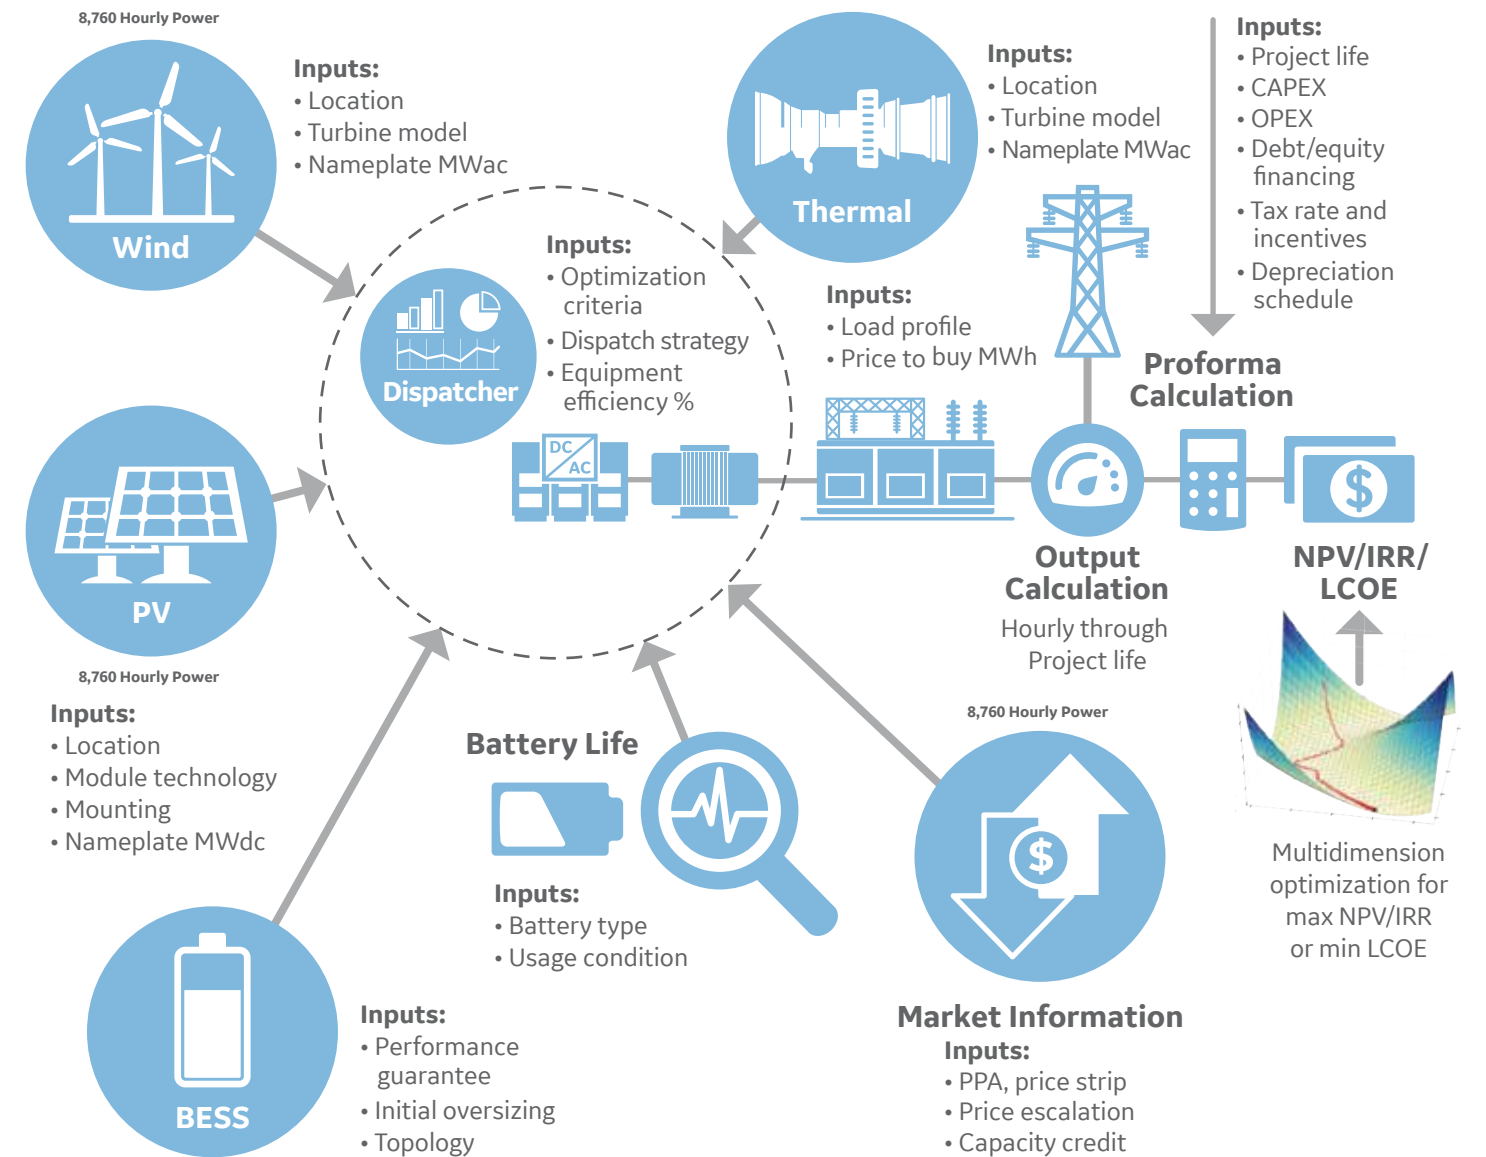 8,760 Hourly Power
Wind
Inputs:
• Location
• Turbine model
• Nameplate MWac
Thermal
Inputs:
• Location
• Turbine model
• Nameplate MWac
Inputs:
• Project life
• CAPEX
• OPEX
• Debt/equity
financing
• Tax rate and
incentives
• Depreciation
schedule
Dispatcher
Inputs:
• Optimization
criteria
• Dispatch strategy
• Equipment
efficiency %
DC
AC
Inputs:
• Load profile
• Price to buy MWh
Proforma
Calculation
$
Output
Calculation
Hourly through
Project life
NPV/IRR/
LCOE
PV
8,760 Hourly Power
Inputs:
• Location
• Module technology
• Mounting
• Nameplate MWdc
Battery Life
Inputs:
• Battery type
• Usage condition
8,760 Hourly Power
$
Market Information
Inputs:
• PPA, price strip
• Price escalation
• Capacity credit
Multidimension
optimization for
max NPV/IRR
or min LCOE
BESS
Inputs:
• Performance
guarantee
• Initial oversizing
• Topology